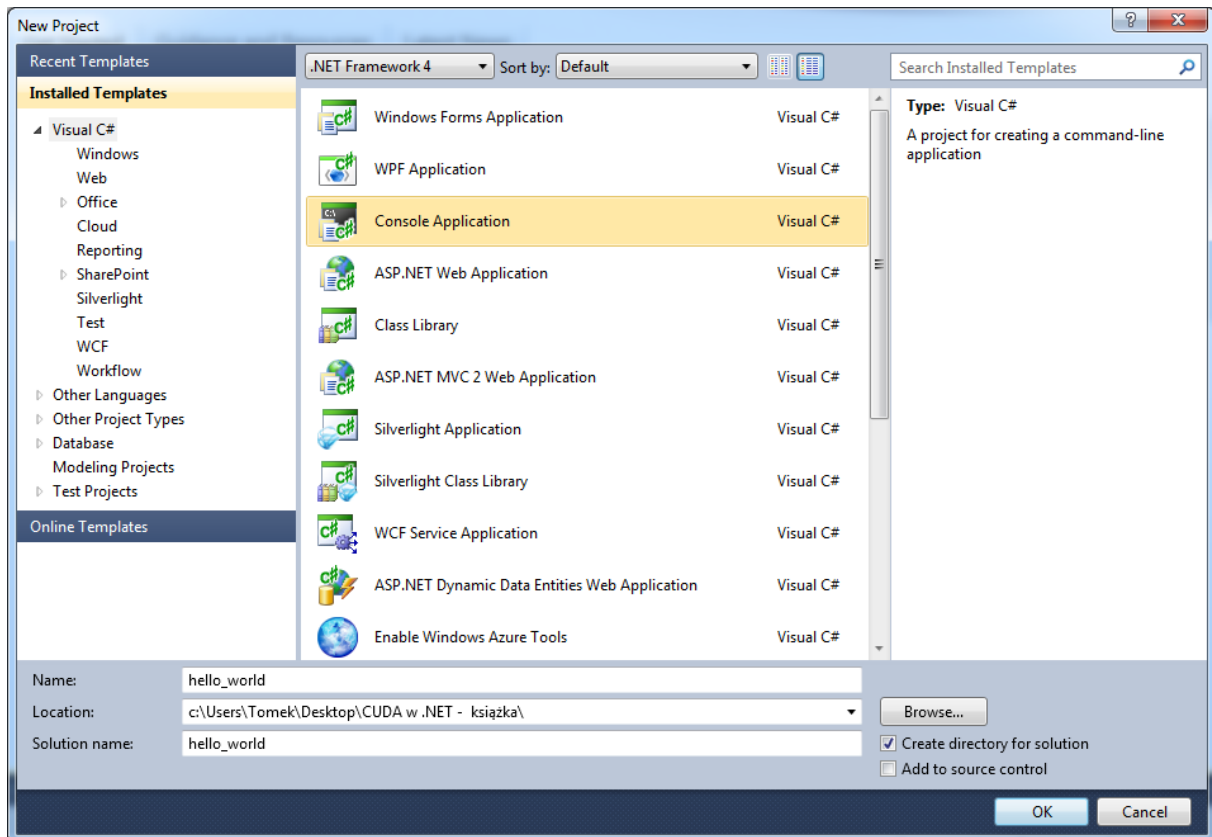 New Project
Recent Templates
Installed Templates
Visual C#
Windows
Web
Office
Cloud
Reporting
SharePoint
Silverlight
Test
WCF
Workflow
Other Languages
Other Project Types
Database
Modeling Projects
Test Projects
Online Templates
.NET Framework 4 Sort by: Default
Windows Forms Application Visual C#
WPF Application Visual C#
Console Application Visual C#
ASP.NET Web Application Visual C#
Class Library Visual C#
ASP.NET MVC 2 Web Application Visual C#
Silverlight Application Visual C#
Silverlight Class Library Visual C#
WCF Service Application Visual C#
ASP.NET Dynamic Data Entities Web Application Visual C#
Enable Windows Azure Tools Visual C#
Search Installed Templates
Type: Visual C#
A project for creating a command-line
application
Name: hello_world
Location: c:\Users\Tomek\Desktop\CUDA w .NET - książka\ Browse...
Solution name: hello_world
Create directory for solution
Add to source control
OK Cancel